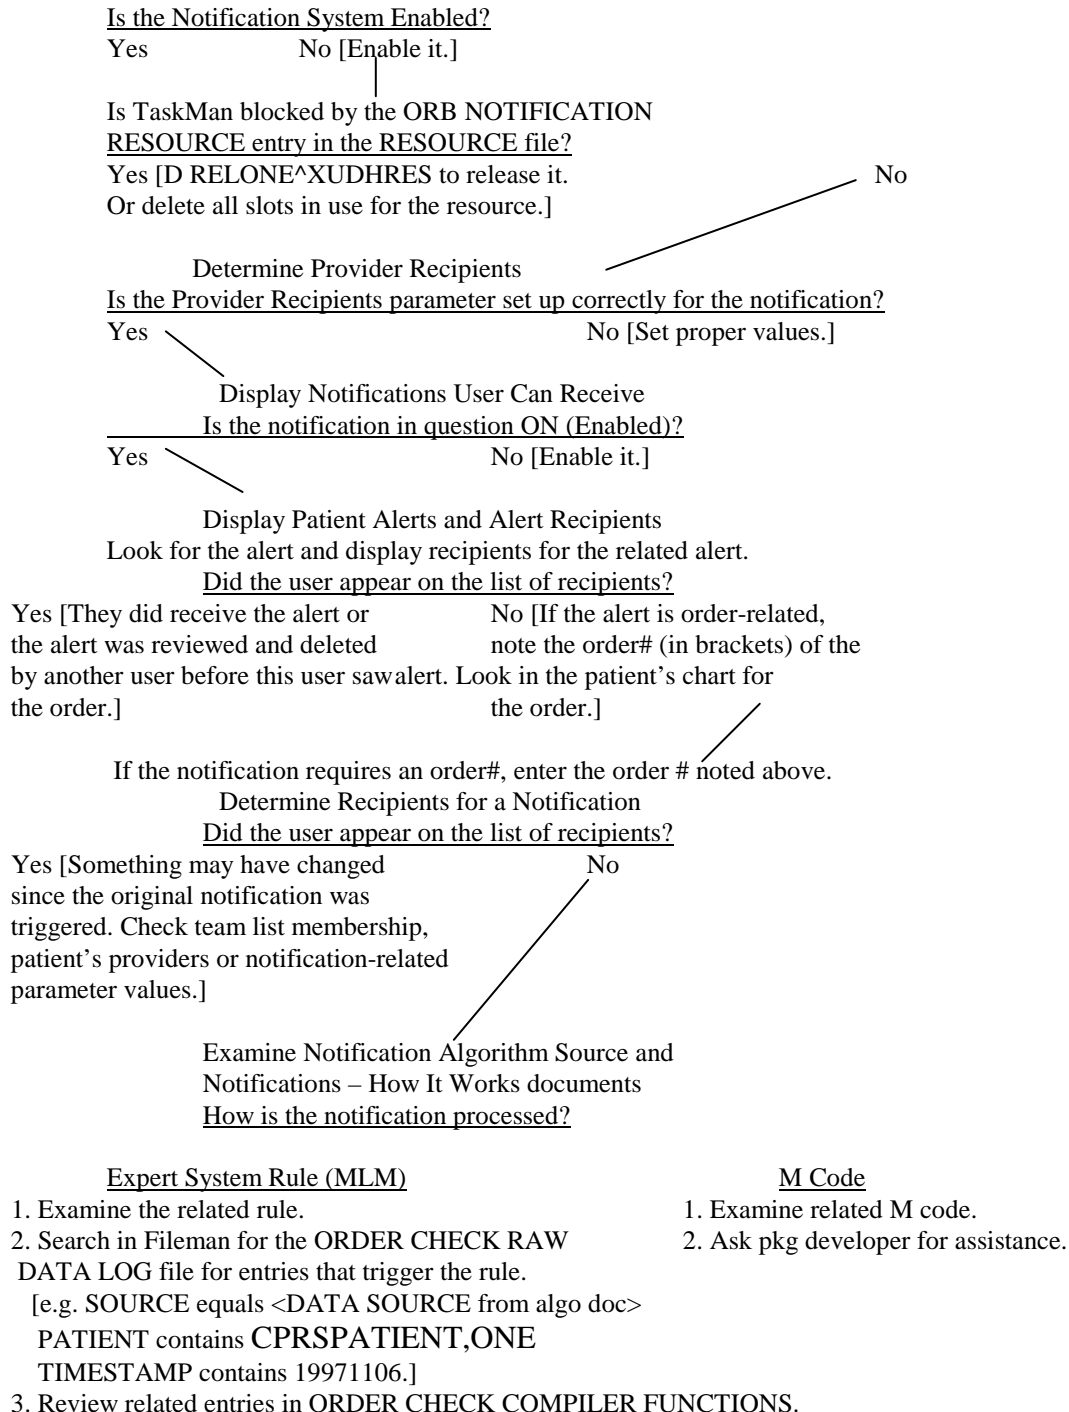 Is the Notification System Enabled?
Yes No [Enable it.]
Is TaskMan blocked by the ORB NOTIFICATION
RESOURCE entry in the RESOURCE file?
Yes [D RELONE^XUDHRES to release it. No
Or delete all slots in use for the resource.]
Determine Provider Recipients
Is the Provider Recipients parameter set up correctly for the notification?
Yes No [Set proper values.]
Display Notifications User Can Receive
Is the notification in question ON (Enabled)?
Yes No [Enable it.]
Display Patient Alerts and Alert Recipients
Look for the alert and display recipients for the related alert.
Did the user appear on the list of recipients?
Yes [They did receive the alert or No [If the alert is order-related,
the alert was reviewed and deleted note the order# (in brackets) of the
by another user before this user saw alert. Look in the patient’s chart for
the order.] the order.]
If the notification requires an order#, enter the order # noted above.
Determine Recipients for a Notification
Did the user appear on the list of recipients?
Yes [Something may have changed No
since the original notification was
triggered. Check team list membership,
patient’s providers or notification-related
parameter values.]
Examine Notification Algorithm Source and
Notifications – How It Works documents
How is the notification processed?
Expert System Rule (MLM) M Code
1. Examine the related rule. 1. Examine related M code.
2. Search in Fileman for the ORDER CHECK RAW 2. Ask pkg developer for assistance.
DATA LOG file for entries that trigger the rule.
[e.g. SOURCE equals <DATA SOURCE from algo doc>
PATIENT contains CPRSPATIENT,ONE
TIMESTAMP contains 19971106.]
3. Review related entries in ORDER CHECK COMPILER FUNCTIONS.